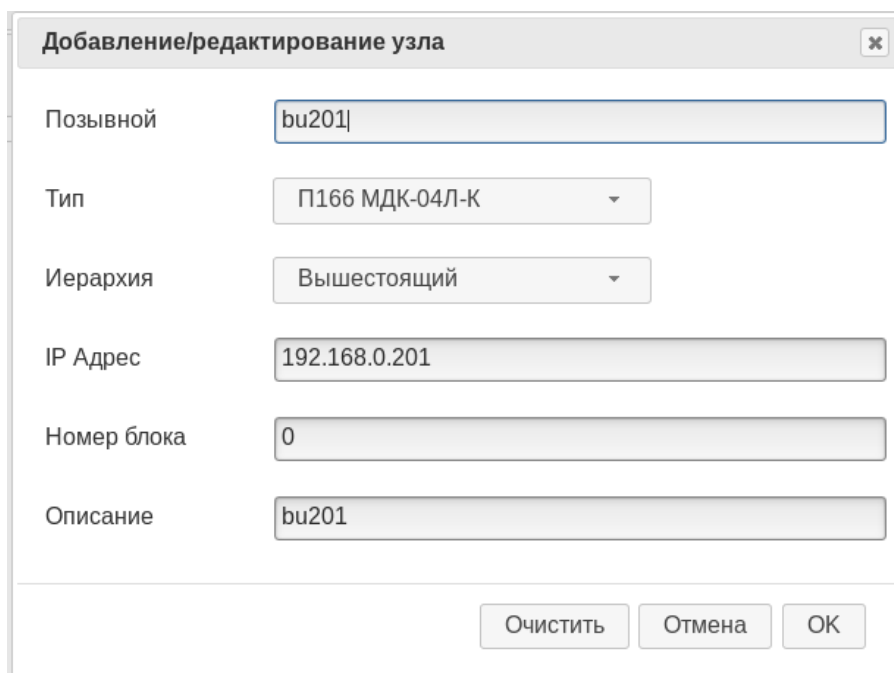 Добавление/редактирование узла
Позывной bu201
Тип П166 МДК-04Л-К
Иерархия Вышестоящий
IP Адрес 192.168.0.201
Номер блока 0
Описание bu201
Очистить Отмена OK